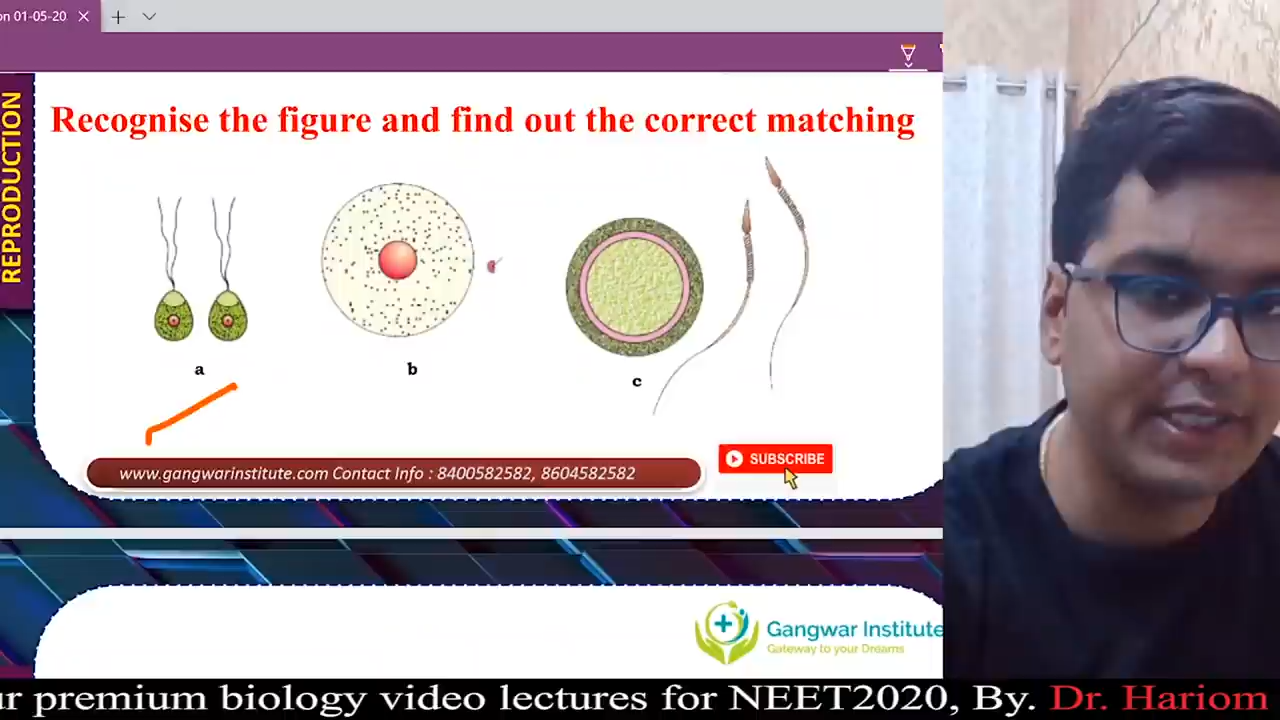 on 01-05-20
REPRODUCTION
Recognise the figure and find out the correct matching
a
b
c
www.gangwarinstitute.com Contact Info : 8400582582, 8604582582
SUBSCRIBE
Gangwar Institute
Gateway to your Dreams
ur premium biology video lectures for NEET2020, By. Dr. Hariom